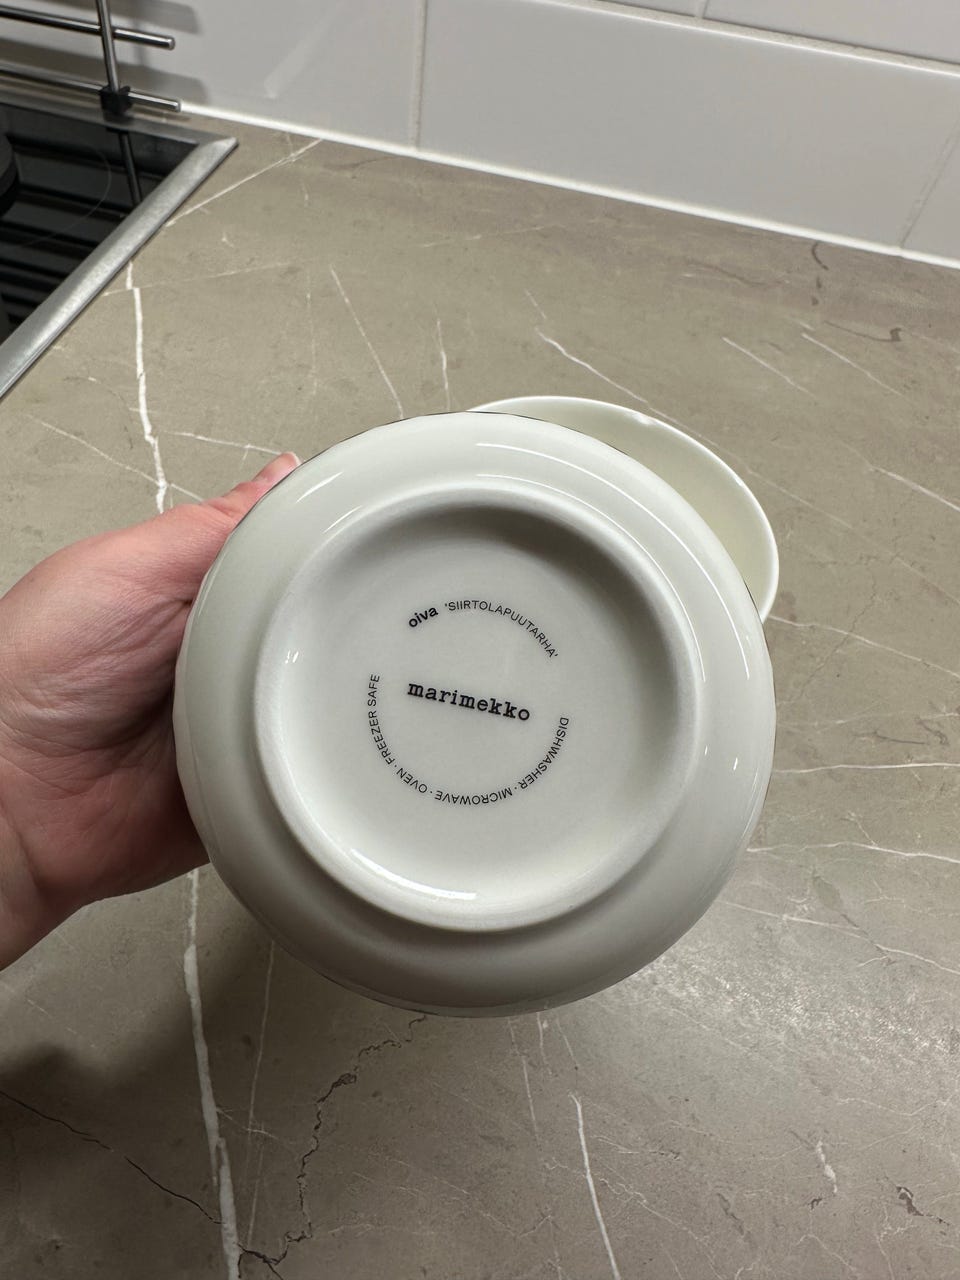 oiva 'SIIRTOLAPUUTARHA'
marimekko
DISHWASHER · MICROWAVE · OVEN · FREEZER SAFE